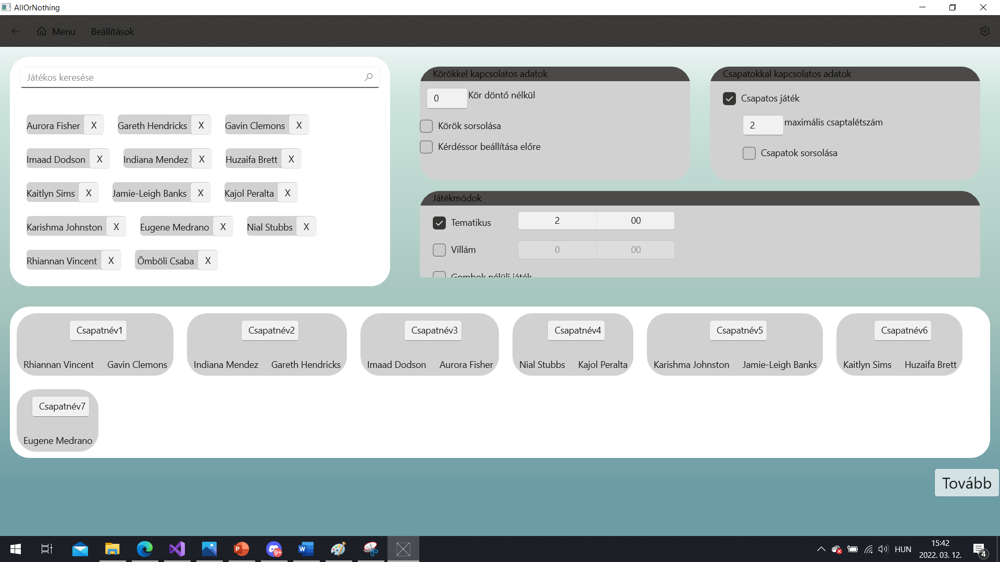 AllOrNothing
Menu Beállítások
Játékos keresése
Aurora Fisher X Gareth Hendricks X Gavin Clemons X
Imaad Dodson X Indiana Mendez X Huzaifa Brett X
Kaitlyn Sims X Jamie-Leigh Banks X Kajol Peralta X
Karishma Johnston X Eugene Medrano X Nial Stubbs X
Rhiannan Vincent X Ömböli Csaba X
Körökkel kapcsolatos adatok
0 Kör döntő nélkül
Körök sorsolása
Kérdéssor beállítása előre
Csapatokkal kapcsolatos adatok
Csapatos játék
2 maximális csaptalétszám
Csapatok sorsolása
Játékmódok
Tematikus 2 00
Villám 0 00
Gombok nélüli játék
Csapatnév1 Csapatnév2 Csapatnév3 Csapatnév4 Csapatnév5 Csapatnév6
Rhiannan Vincent Gavin Clemons Indiana Mendez Gareth Hendricks Imaad Dodson Aurora Fisher Nial Stubbs Kajol Peralta Karishma Johnston Jamie-Leigh Banks Kaitlyn Sims Huzaifa Brett
Csapatnév7
Eugene Medrano
Tovább
9+
HUN
15:42
2022. 03. 12.
4